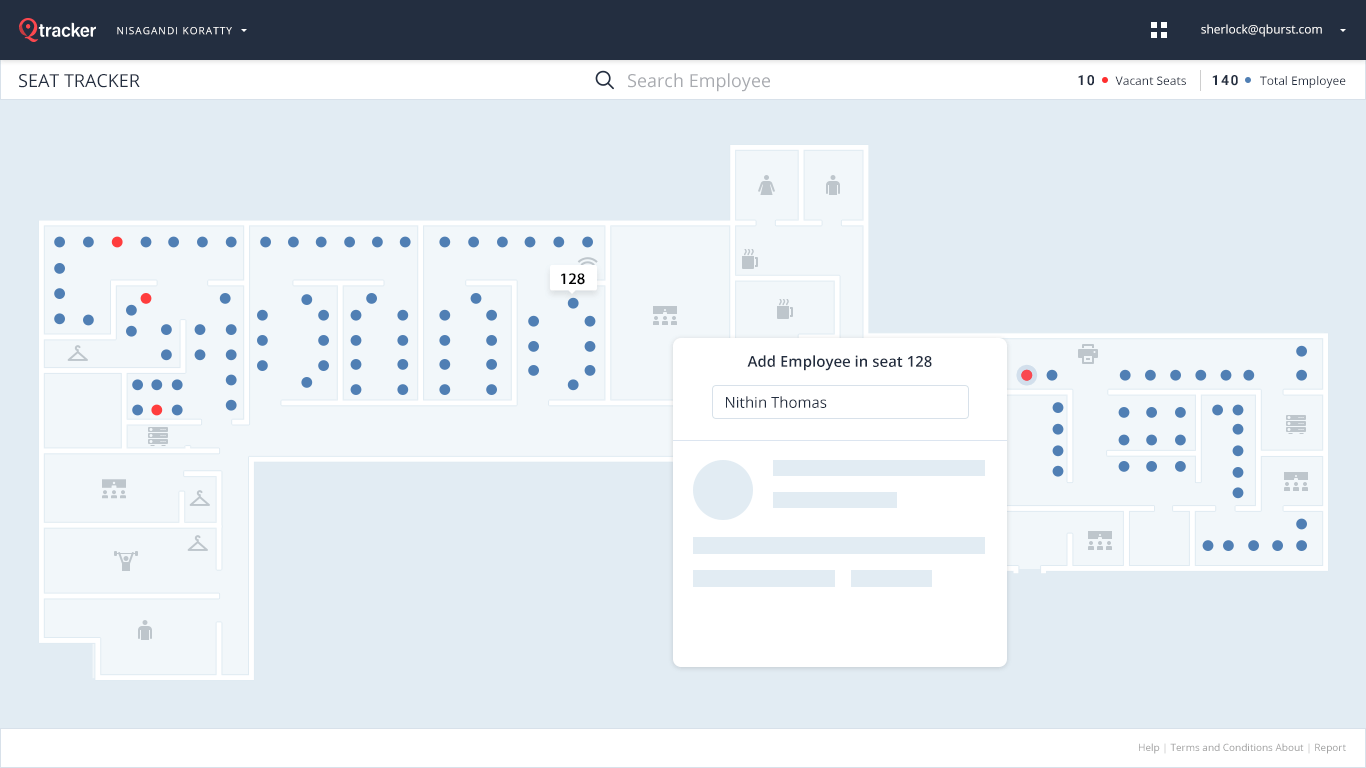 tracker
NISAGANDI KORATTY
sherlock@qburst.com
SEAT TRACKER
Search Employee
10 Vacant Seats
140 Total Employee
128
Add Employee in seat 128
Nithin Thomas
Help | Terms and Conditions About | Report